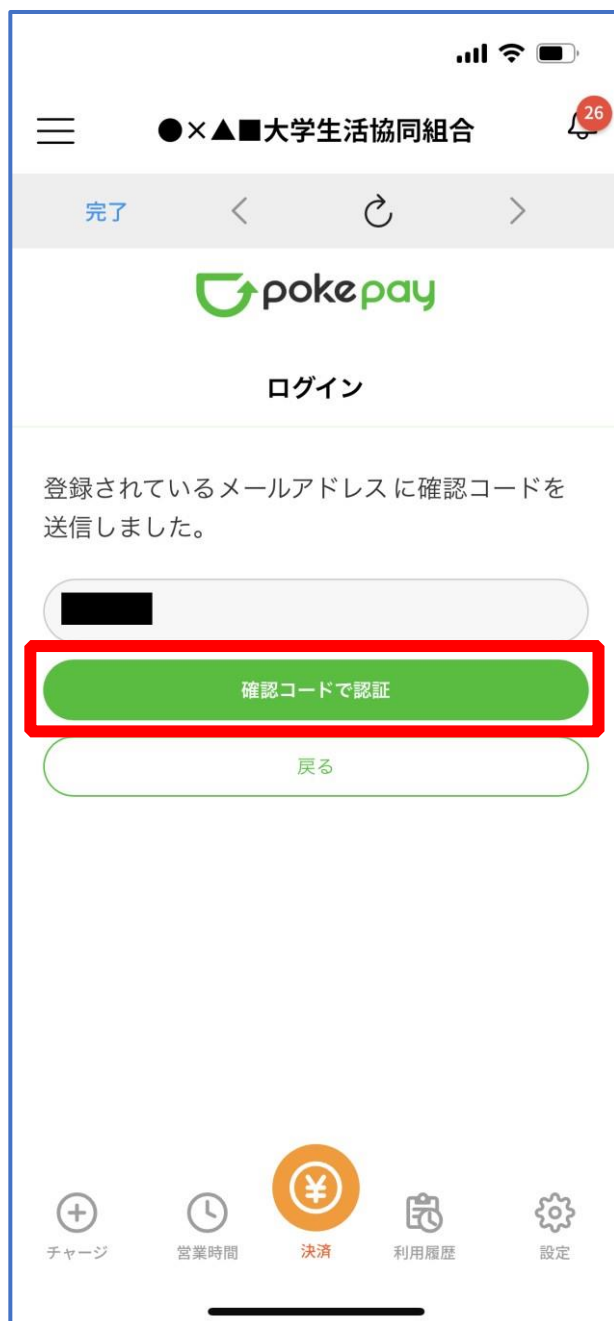 ●×▲■大学生活協同組合
26
完了
pokepay
ログイン
登録されているメールアドレスに確認コードを
送信しました。
確認コードで認証
戻る
チャージ
営業時間
決済
利用履歴
設定